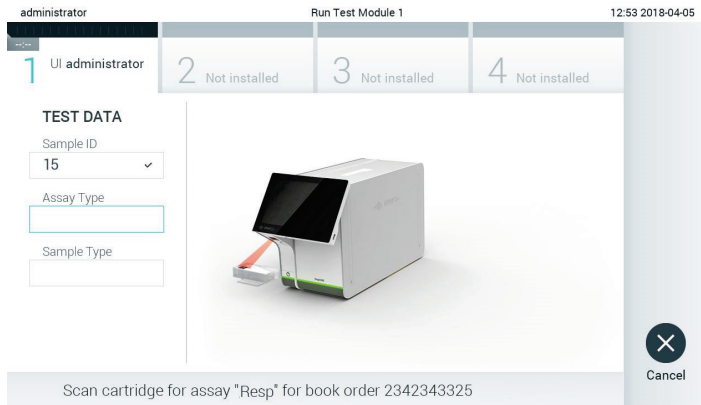 administrator
Run Test Module 1
12:53 2018-04-05
--:--
1 UI administrator
2 Not installed
3 Not installed
4 Not installed
TEST DATA
Sample ID
15
Assay Type
Sample Type
Cancel
Scan cartridge for assay "Resp" for book order 2342343325